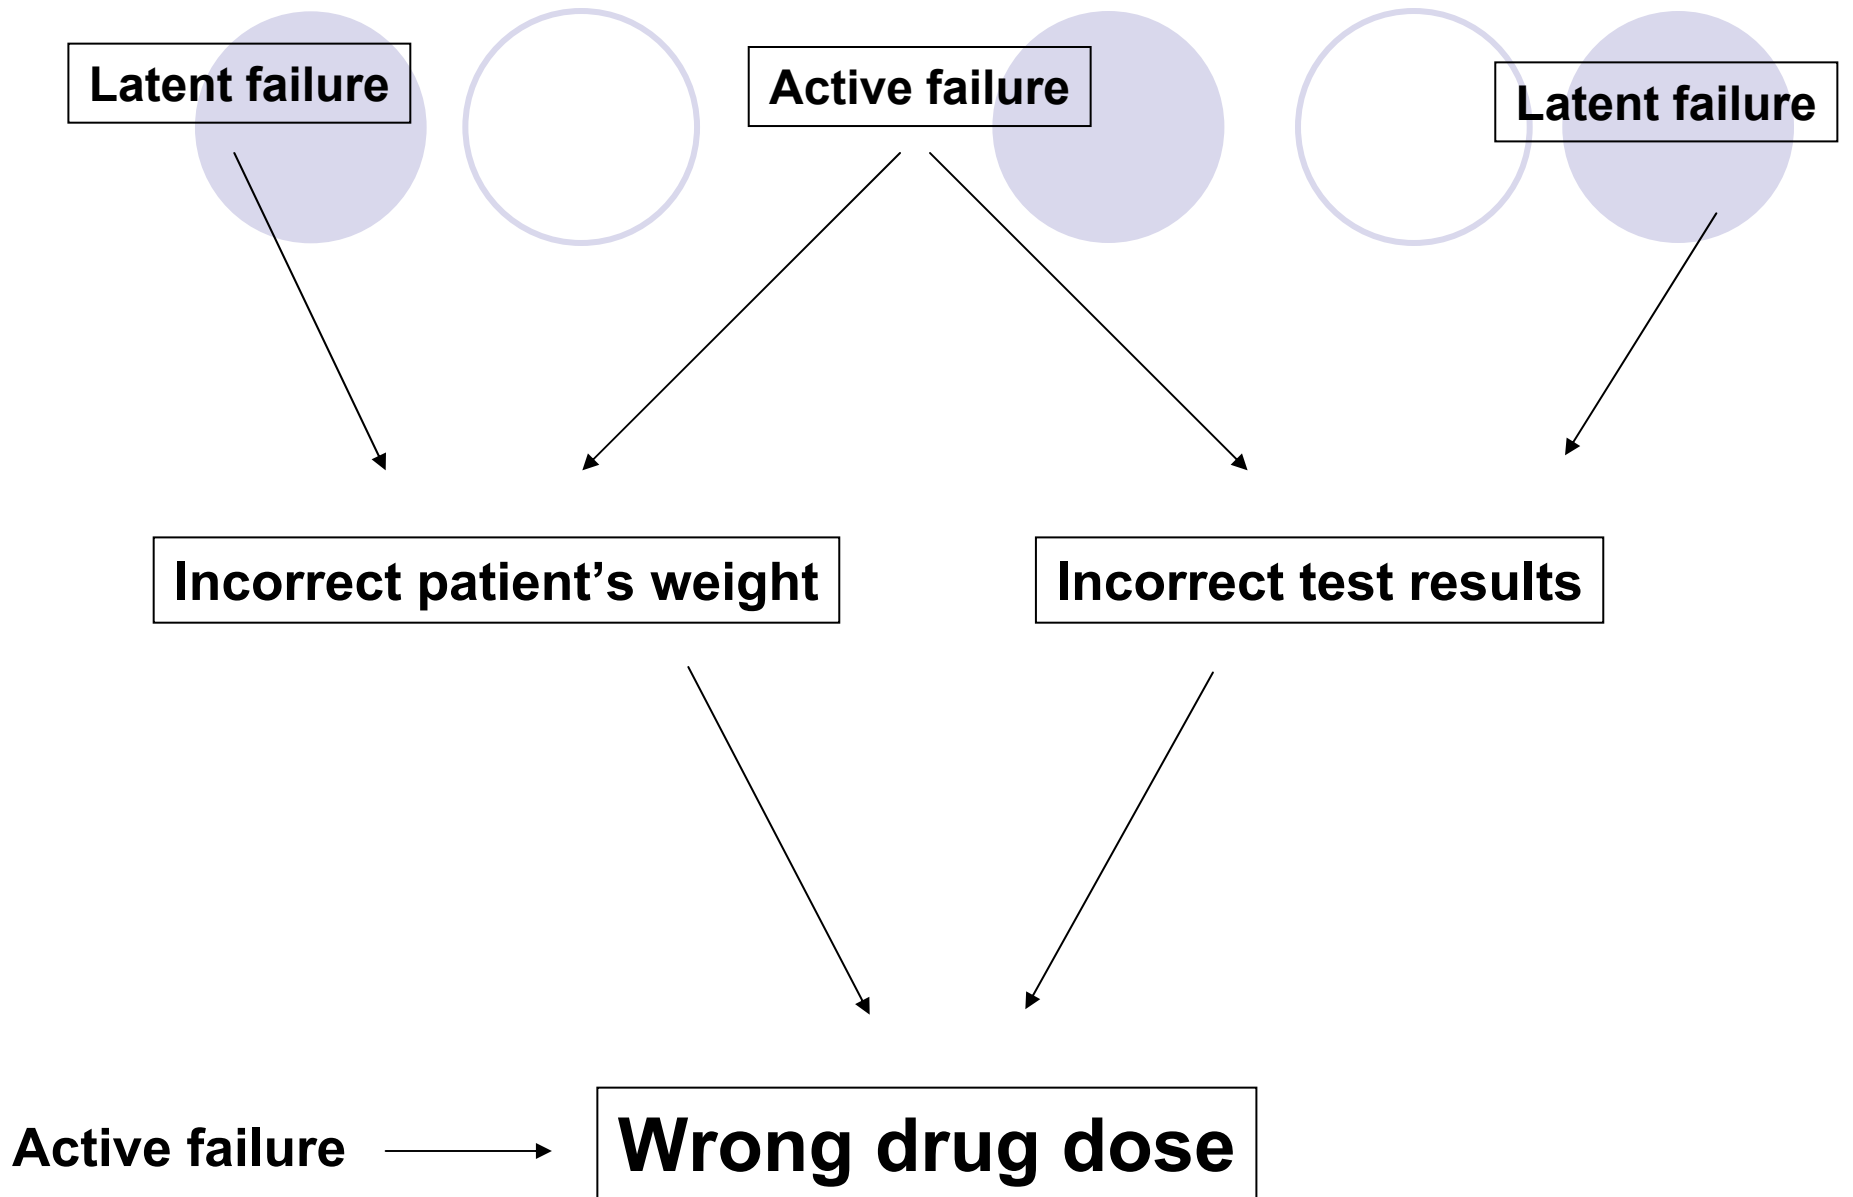 Latent failure
Active failure
Latent failure
Incorrect patient’s weight
Incorrect test results
Active failure
Wrong drug dose